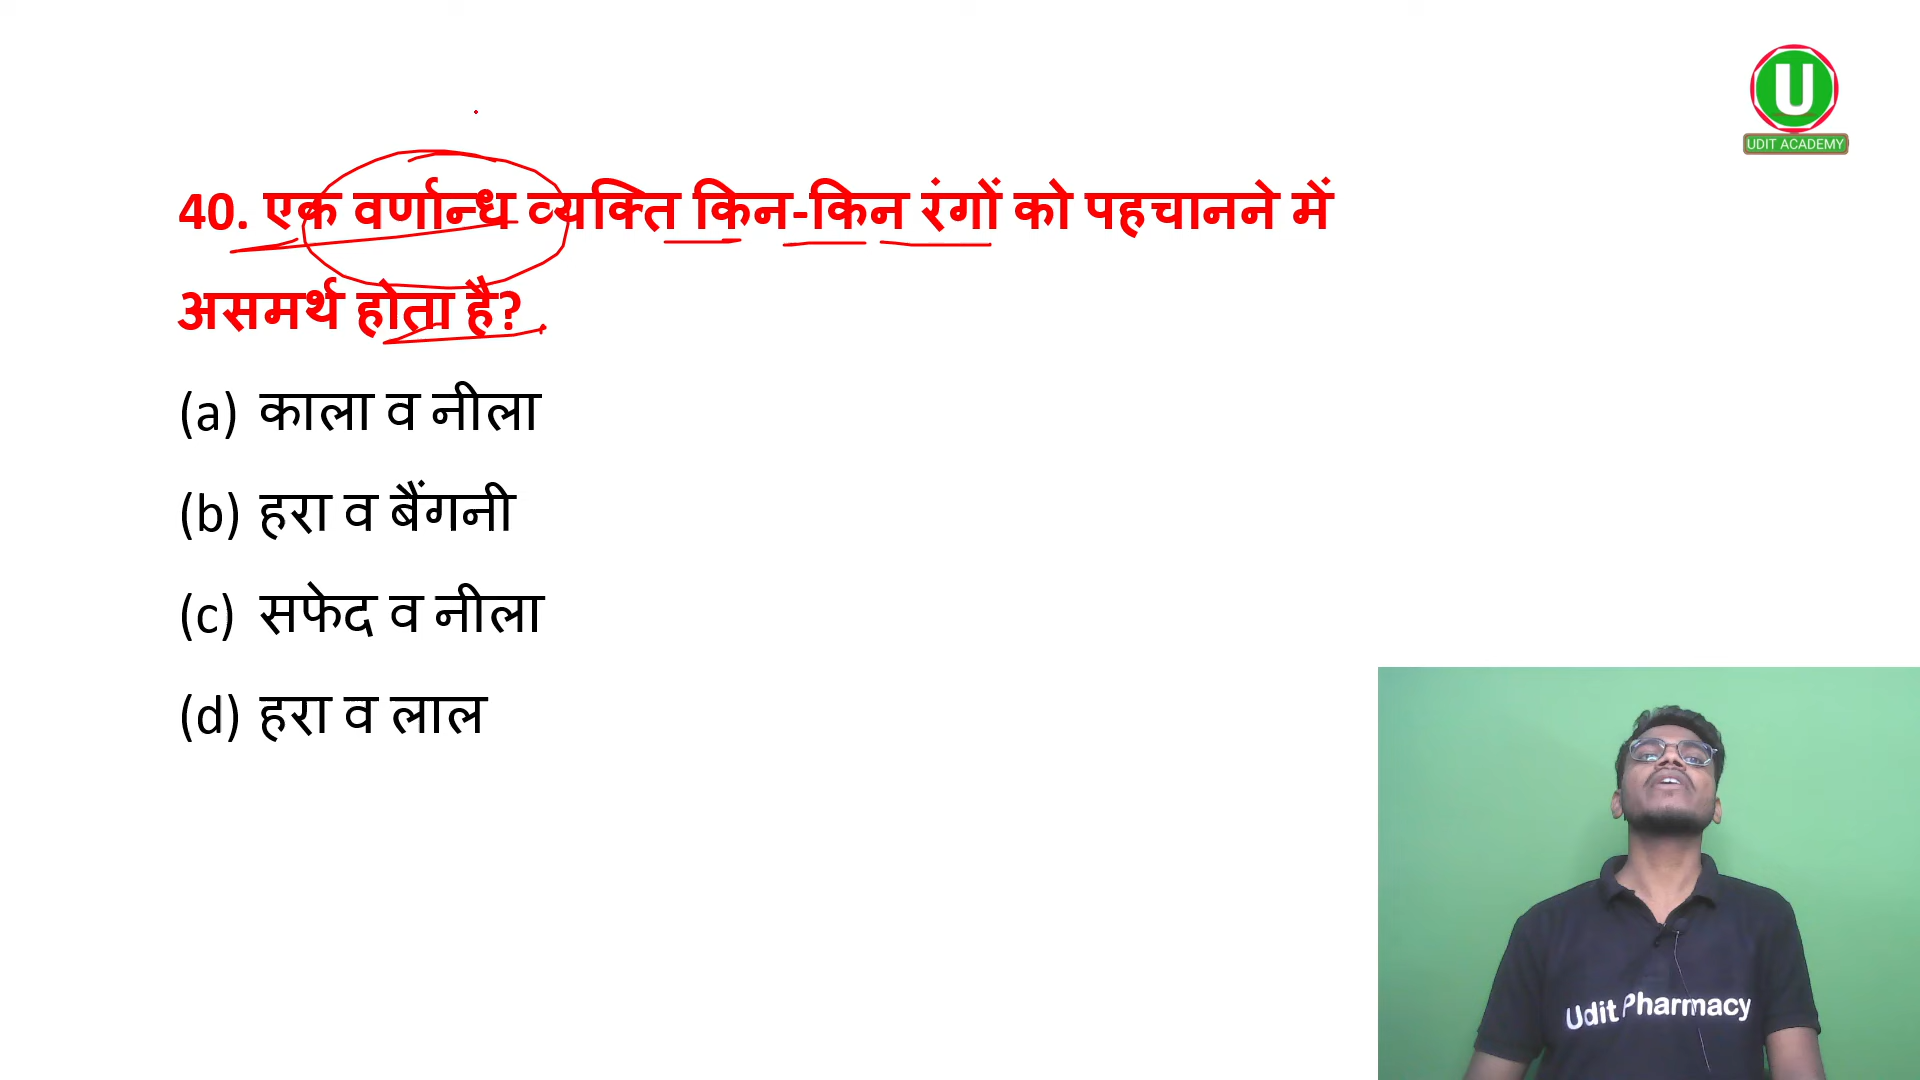 U
UDIT ACADEMY
40. एक वर्णान्ध व्यक्ति किन-किन रंगों को पहचानने में
असमर्थ होता है?
(a) काला व नीला
(b) हरा व बैंगनी
(c) सफेद व नीला
(d) हरा व लाल
Udit Pharmacy